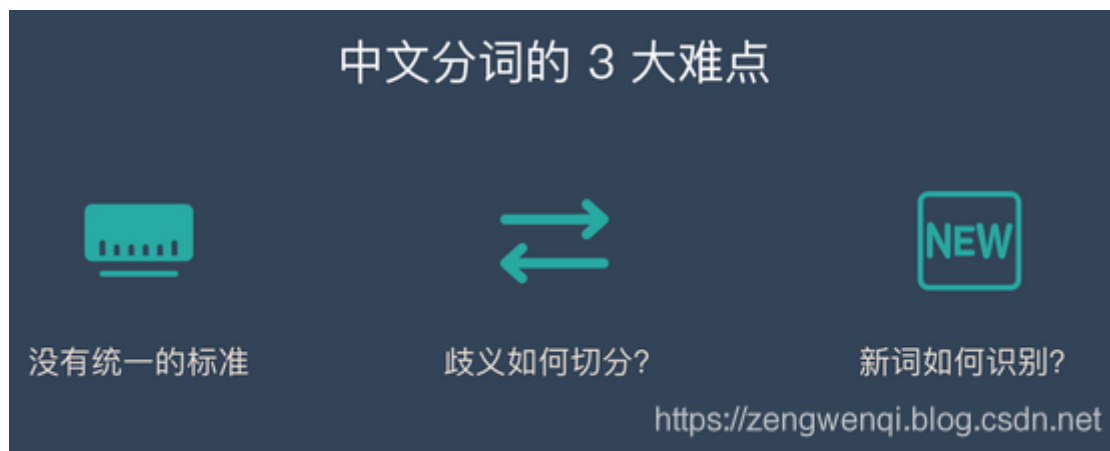 中文分词的 3 大难点
NEW
没有统一的标准
歧义如何切分?
新词如何识别?
https://zengwenqi.blog.csdn.net